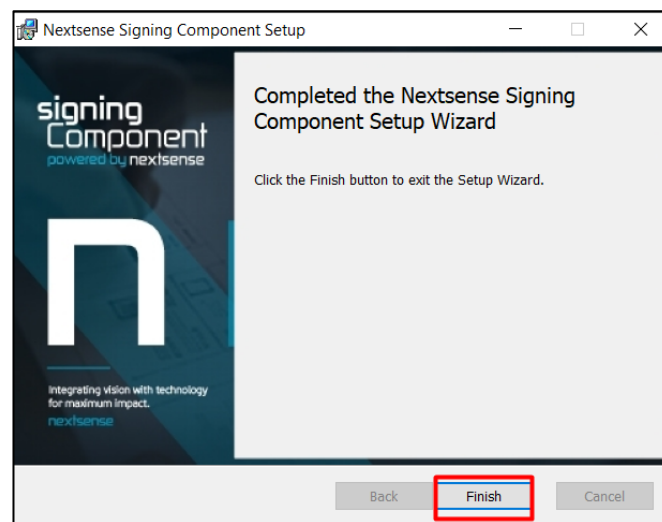 Nextsense Signing Component Setup
signing
Component
powered by nextsense
Completed the Nextsense Signing
Component Setup Wizard
Click the Finish button to exit the Setup Wizard.
n
Integrating vision with technology
for maximum impact.
nextsense
Back Finish Cancel